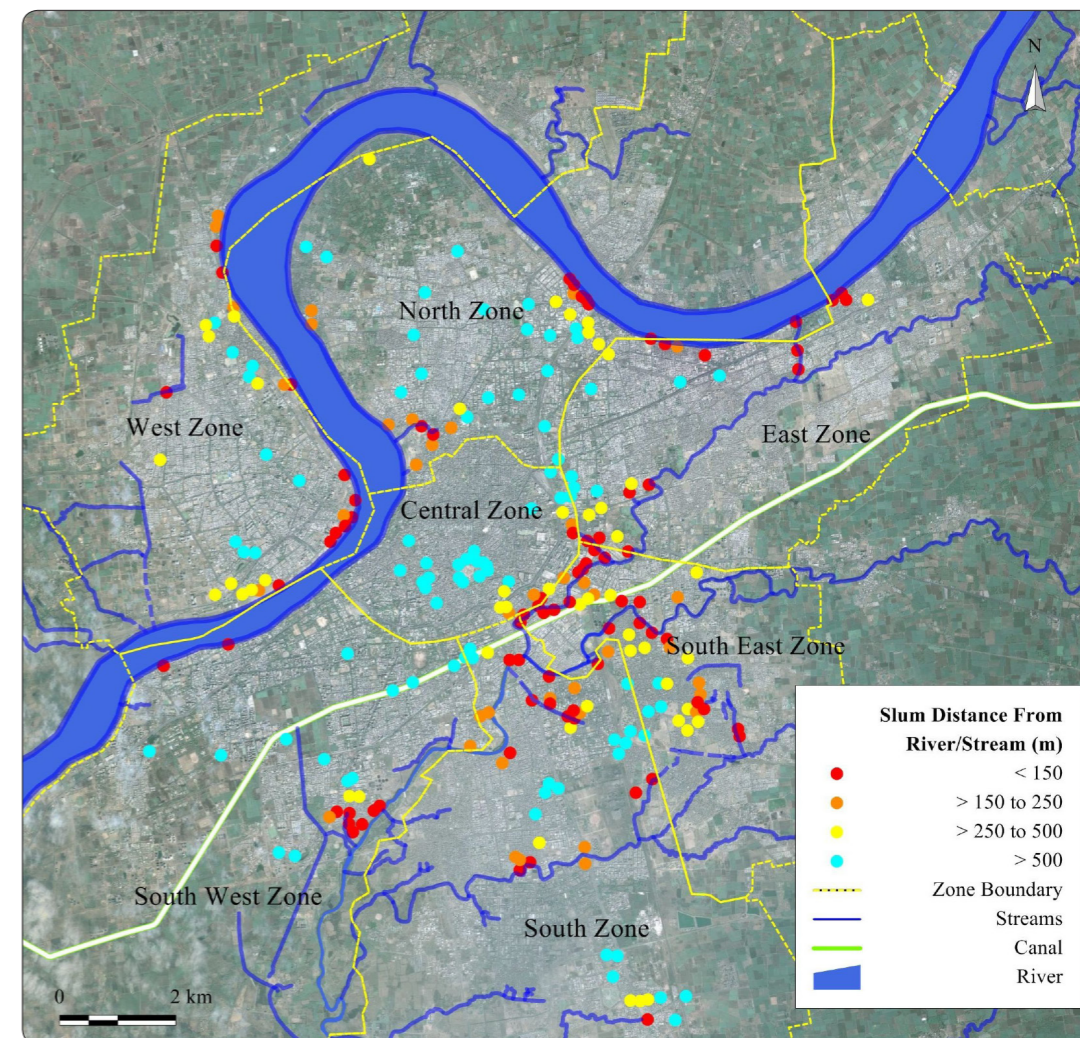 N
North Zone
West Zone
East Zone
Central Zone
South East Zone
South West Zone
South Zone
0 2 km
Slum Distance From
River/Stream (m)
< 150
> 150 to 250
> 250 to 500
> 500
Zone Boundary
Streams
Canal
River